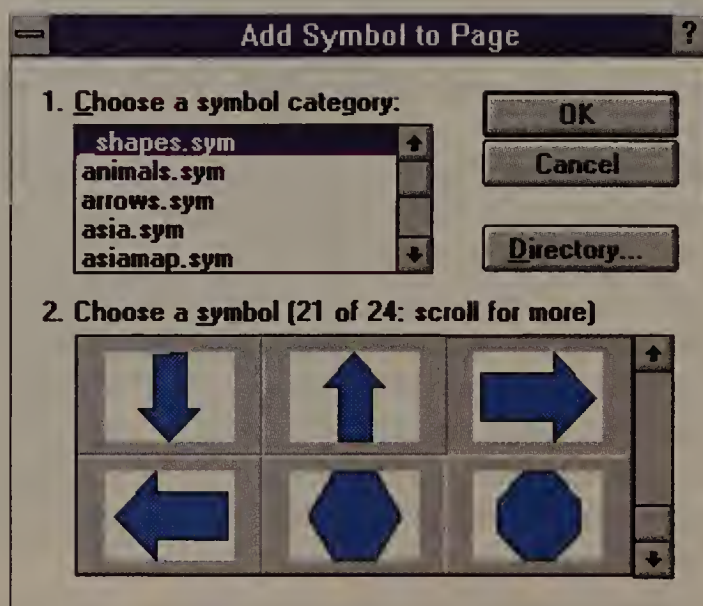 Add Symbol to Page ?
1. Choose a symbol category:
_shapes.sym
animals.sym
arrows.sym
asia.sym
asiamap.sym
OK
Cancel
Directory...
2. Choose a symbol (21 of 24: scroll for more)